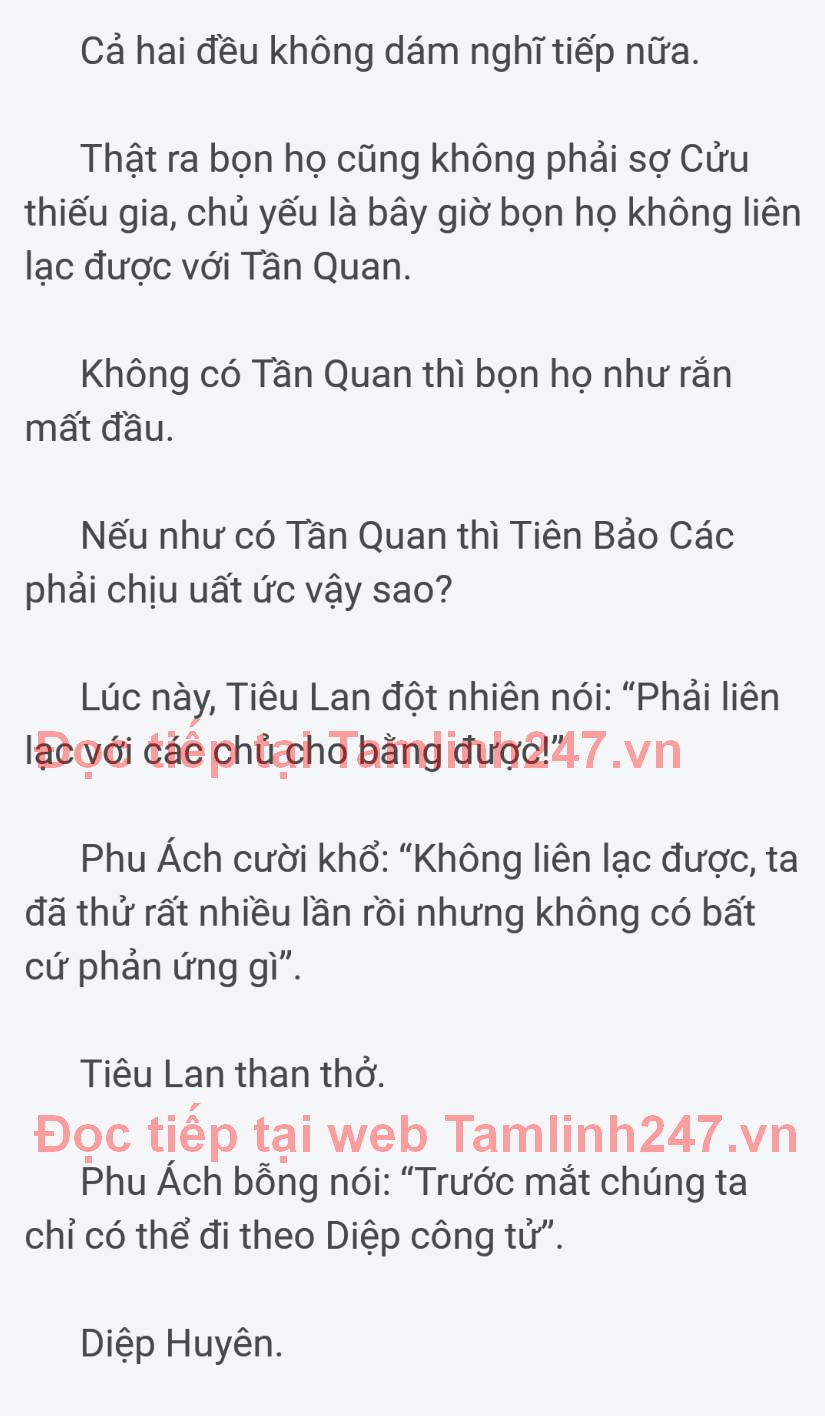 Cả hai đều không dám nghĩ tiếp nữa.
Thật ra bọn họ cũng không phải sợ Cửu
thiếu gia, chủ yếu là bây giờ bọn họ không liên
lạc được với Tần Quan.
Không có Tần Quan thì bọn họ như rắn
mất đầu.
Nếu như có Tần Quan thì Tiên Bảo Các
phải chịu uất ức vậy sao?
Lúc này, Tiêu Lan đột nhiên nói: “Phải liên
lạc với các chủ cho bằng được!”
Đọc tiếp tại Tamlinh247.vn
Phu Ách cười khổ: “Không liên lạc được, ta
đã thử rất nhiều lần rồi nhưng không có bất
cứ phản ứng gì”.
Tiêu Lan than thở.
Đọc tiếp tại web Tamlinh247.vn
Phu Ách bỗng nói: “Trước mắt chúng ta
chỉ có thể đi theo Diệp công tử”.
Diệp Huyên.